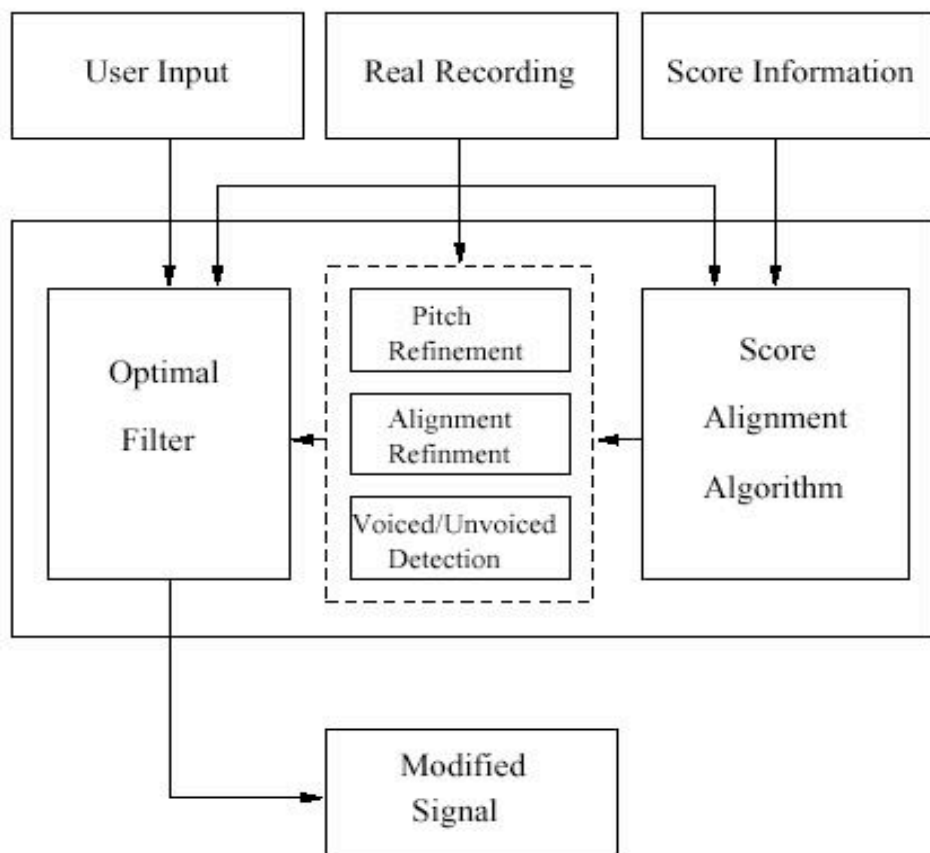 User Input
Real Recording
Score Information
Optimal
Filter
Pitch
Refinement
Alignment
Refinment
Voiced/Unvoiced
Detection
Score
Alignment
Algorithm
Modified
Signal